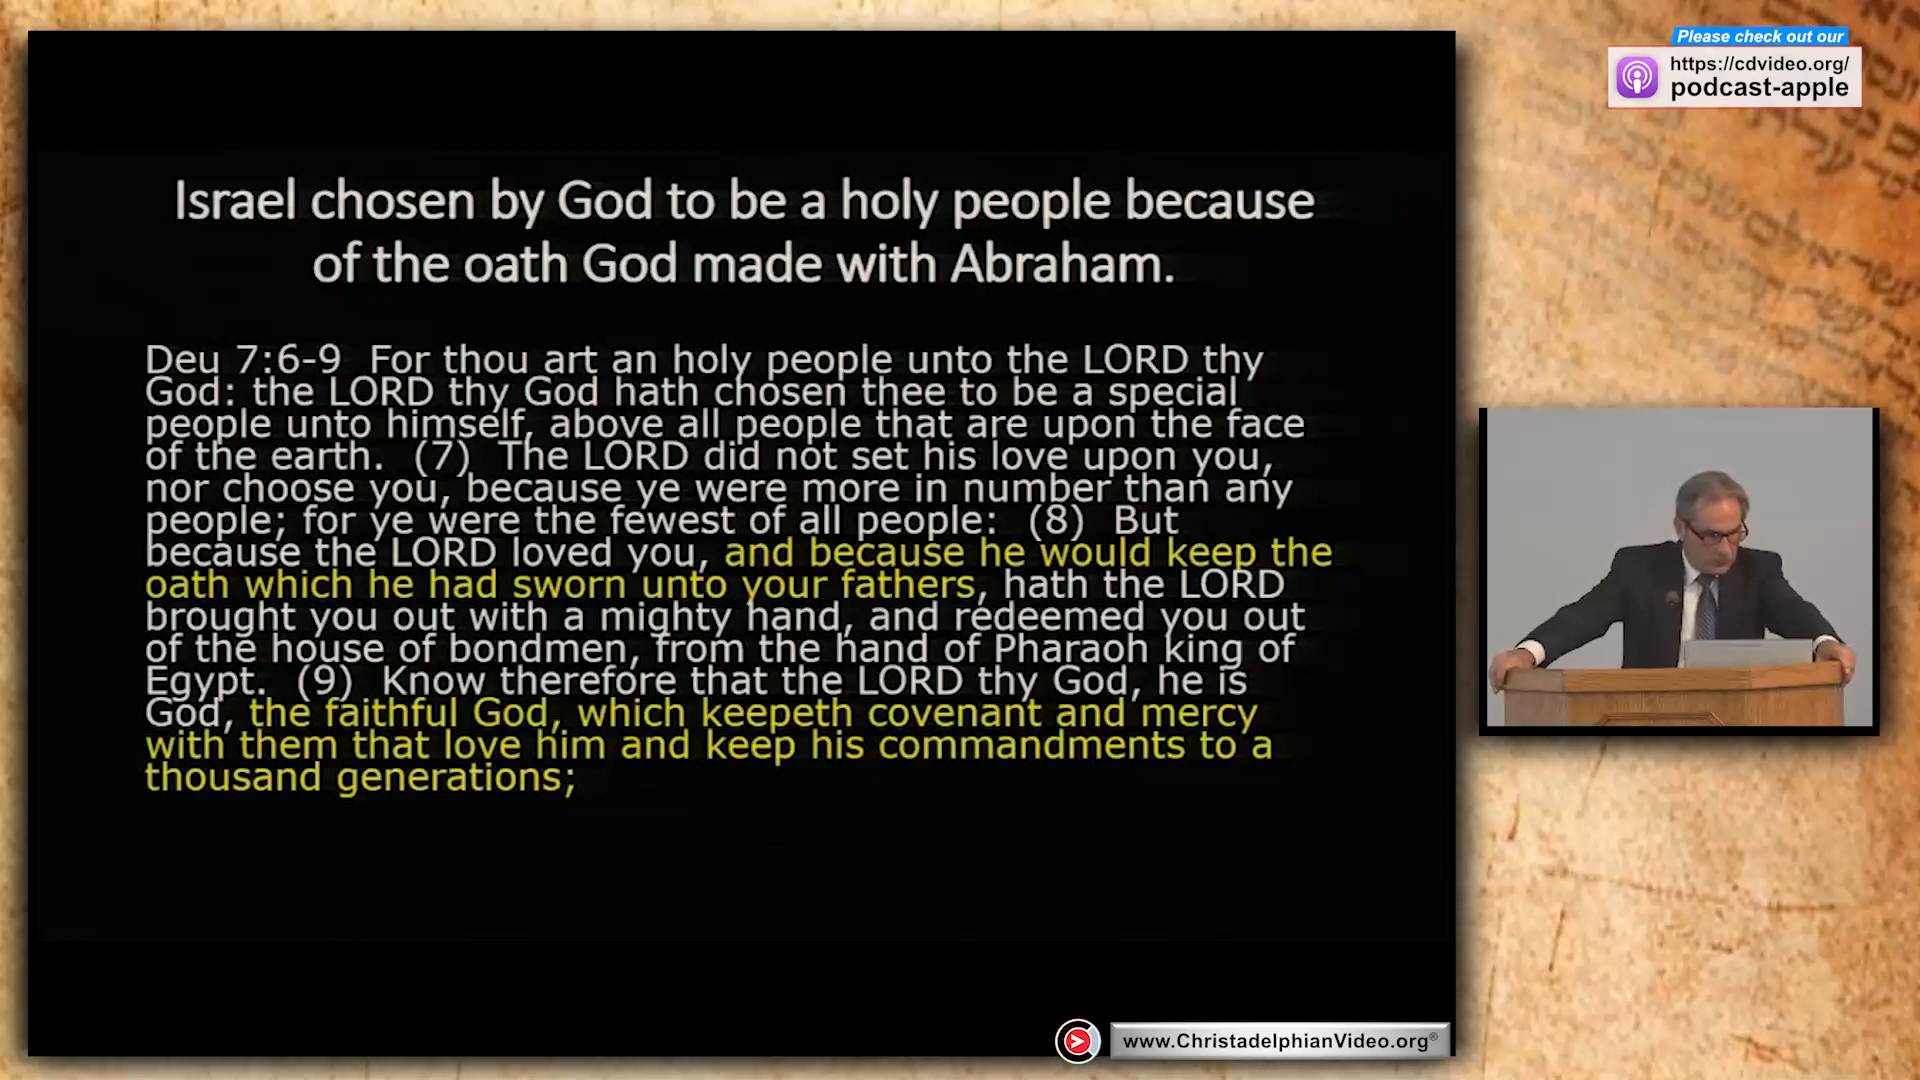 Israel chosen by God to be a holy people because
of the oath God made with Abraham.
Deu 7:6-9 For thou art an holy people unto the LORD thy
God: the LORD thy God hath chosen thee to be a special
people unto himself, above all people that are upon the face
of the earth. (7) The LORD did not set his love upon you,
nor choose you, because ye were more in number than any
people; for ye were the fewest of all people: (8) But
because the LORD loved you, and because he would keep the
oath which he had sworn unto your fathers, hath the LORD
brought you out with a mighty hand, and redeemed you out
of the house of bondmen, from the hand of Pharaoh king of
Egypt. (9) Know therefore that the LORD thy God, he is
God, the faithful God, which keepeth covenant and mercy
with them that love him and keep his commandments to a
thousand generations;
Please check out our
https://cdvideo.org/
podcast-apple
www.ChristadelphianVideo.org®